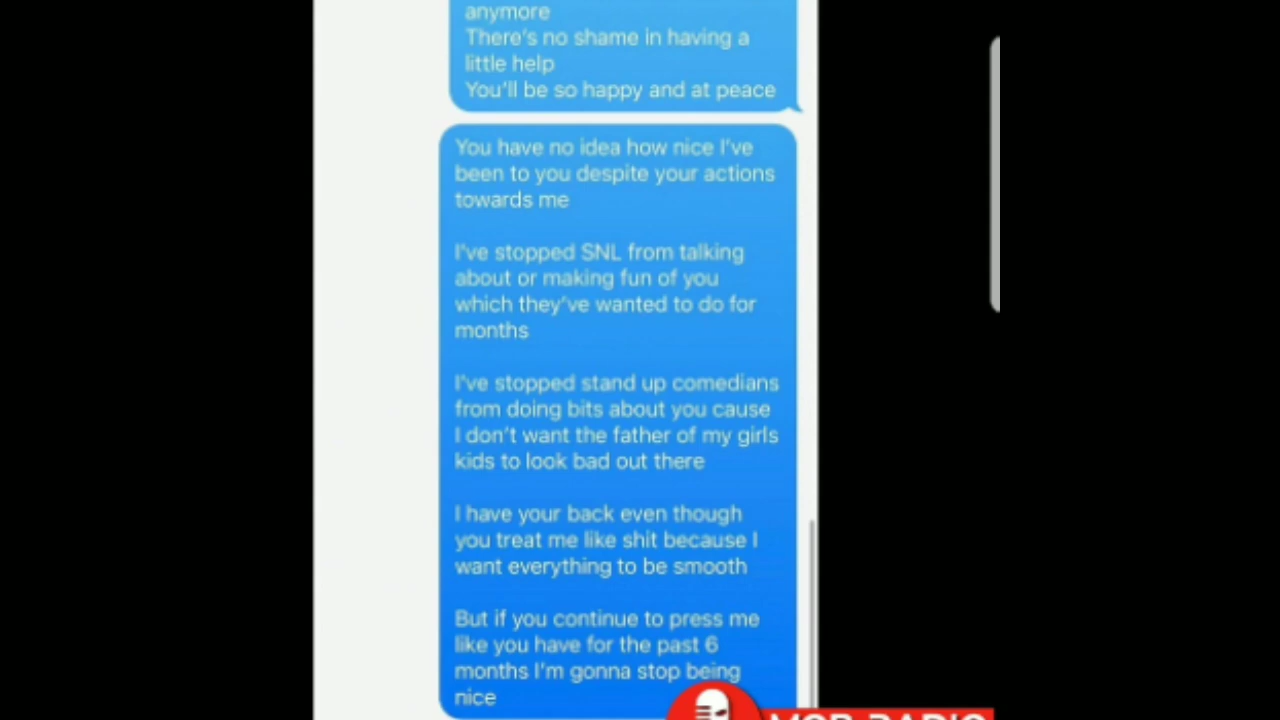 anymore
There's no shame in having a
little help
You'll be so happy and at peace
You have no idea how nice I've
been to you despite your actions
towards me
I've stopped SNL from talking
about or making fun of you
which they've wanted to do for
months
I've stopped stand up comedians
from doing bits about you cause
I don't want the father of my girls
kids to look bad out there
I have your back even though
you treat me like shit because I
want everything to be smooth
But if you continue to press me
like you have for the past 6
months I'm gonna stop being
nice
MOB RADIO